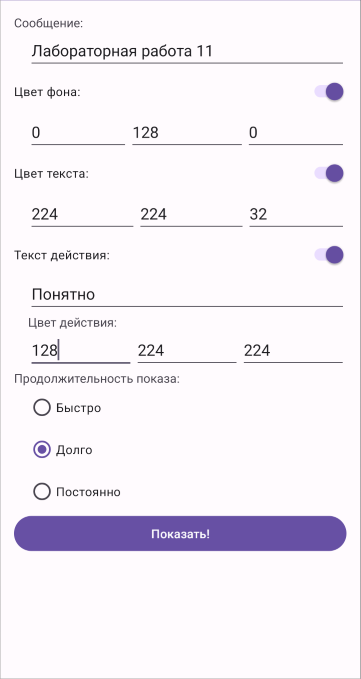 Сообщение:
Лабораторная работа 11
Цвет фона:
0 128 0
Цвет текста:
224 224 32
Текст действия:
Понятно
Цвет действия:
128 224 224
Продолжительность показа:
Быстро
Долго
Постоянно
Показать!